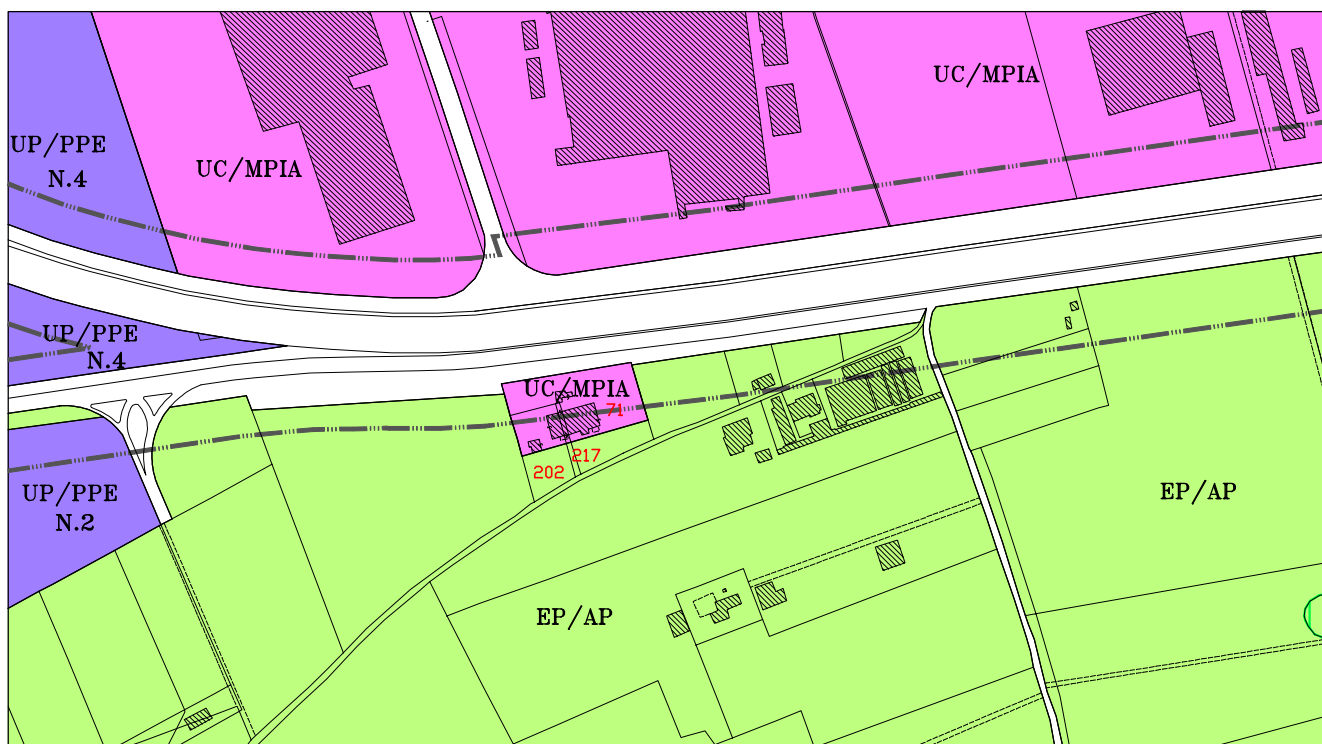 UC/MPIA
UP/PPE
N.4
UC/MPIA
UP/PPE
N.4
UC/MPIA
71
217
202
UP/PPE
N.2
EP/AP
EP/AP